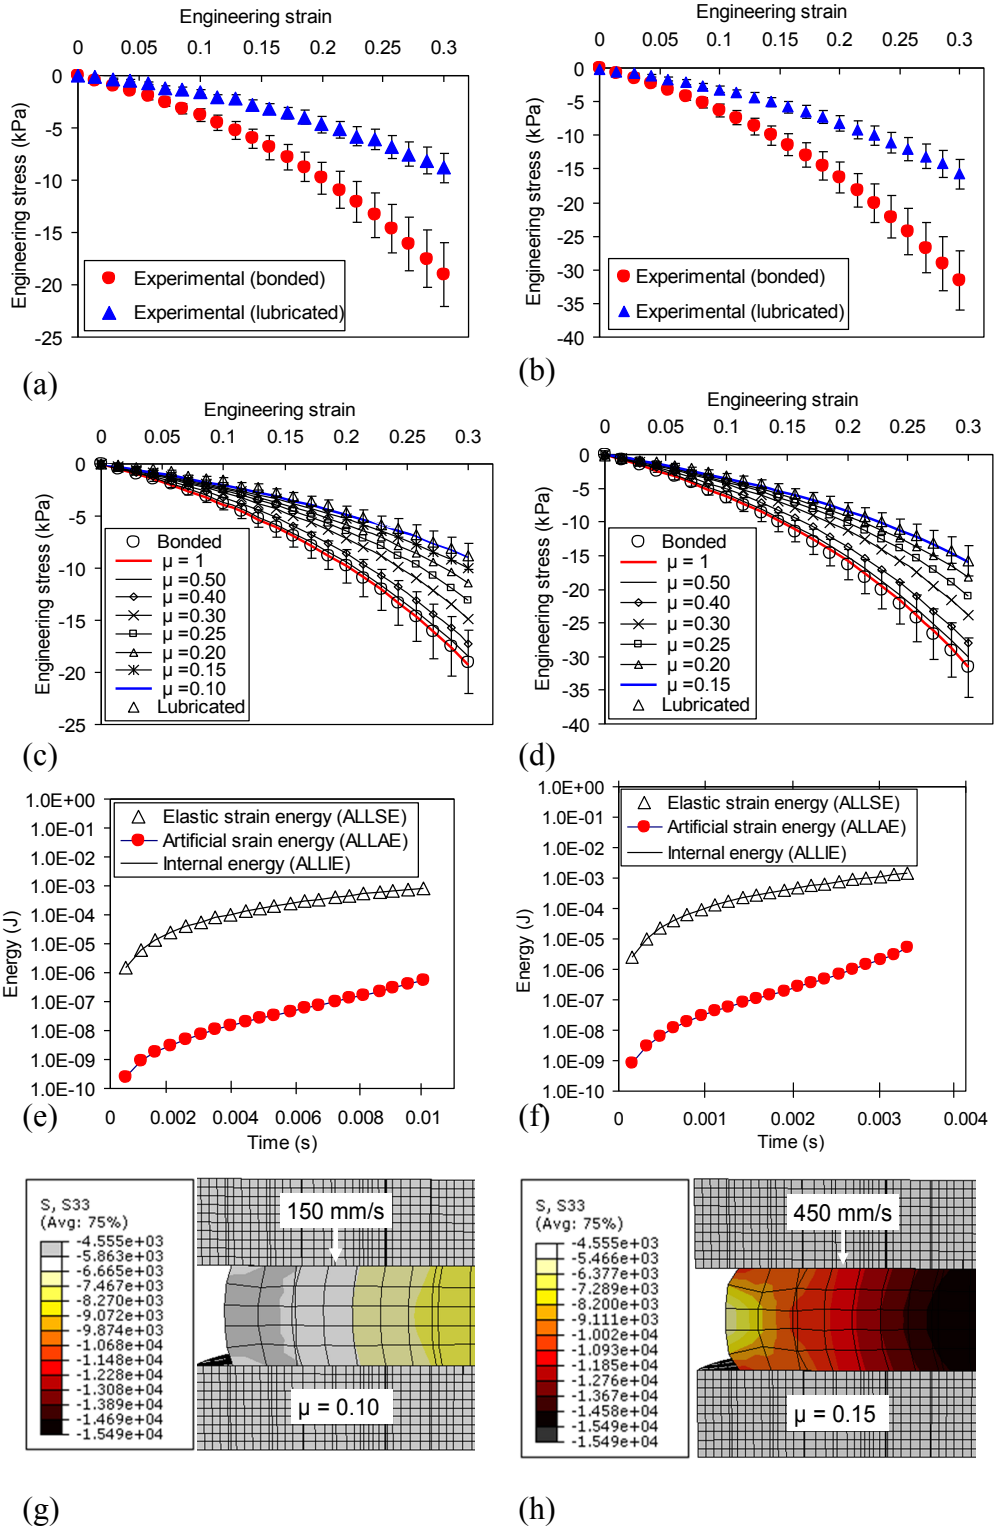 Engineering strain
0 0.05 0.1 0.15 0.2 0.25 0.3
0
-5
-10
-15
-20
-25
Engineering stress (kPa)
Experimental (bonded)
Experimental (lubricated)
(a)
Engineering strain
0 0.05 0.1 0.15 0.2 0.25 0.3
0
-5
-10
-15
-20
-25
-30
-35
-40
Engineering stress (kPa)
Experimental (bonded)
Experimental (lubricated)
(b)
Engineering strain
0 0.05 0.1 0.15 0.2 0.25 0.3
0
-5
-10
-15
-20
-25
Engineering stress (kPa)
Bonded
μ = 1
μ =0.50
μ =0.40
μ =0.30
μ =0.25
μ =0.20
μ =0.15
μ =0.10
Lubricated
(c)
Engineering strain
0 0.05 0.1 0.15 0.2 0.25 0.3
0
-5
-10
-15
-20
-25
-30
-35
-40
Engineering stress (kPa)
Bonded
μ = 1
μ =0.50
μ =0.40
μ =0.30
μ =0.25
μ =0.20
μ =0.15
Lubricated
(d)
1.0E+00
1.0E-01
1.0E-02
1.0E-03
1.0E-04
1.0E-05
1.0E-06
1.0E-07
1.0E-08
1.0E-09
1.0E-10
Energy (J)
Elastic strain energy (ALLSE)
Artificial srain energy (ALLAE)
Internal energy (ALLIE)
0 0.002 0.004 0.006 0.008 0.01
Time (s)
(e)
1.0E+00
1.0E-01
1.0E-02
1.0E-03
1.0E-04
1.0E-05
1.0E-06
1.0E-07
1.0E-08
1.0E-09
1.0E-10
Energy (J)
Elastic strain energy (ALLSE)
Artificial strain energy (ALLAE)
Internal energy (ALLIE)
0 0.001 0.002 0.003 0.004
Time (s)
(f)
S, S33
(Avg: 75%)
-4.555e+03
-5.863e+03
-6.665e+03
-7.467e+03
-8.270e+03
-9.072e+03
-9.874e+03
-1.068e+04
-1.148e+04
-1.228e+04
-1.308e+04
-1.389e+04
-1.469e+04
-1.549e+04
150 mm/s
μ = 0.10
(g)
S, S33
(Avg: 75%)
-4.555e+03
-5.466e+03
-6.377e+03
-7.289e+03
-8.200e+03
-9.111e+03
-1.002e+04
-1.093e+04
-1.185e+04
-1.276e+04
-1.367e+04
-1.458e+04
-1.549e+04
-1.549e+04
450 mm/s
μ = 0.15
(h)